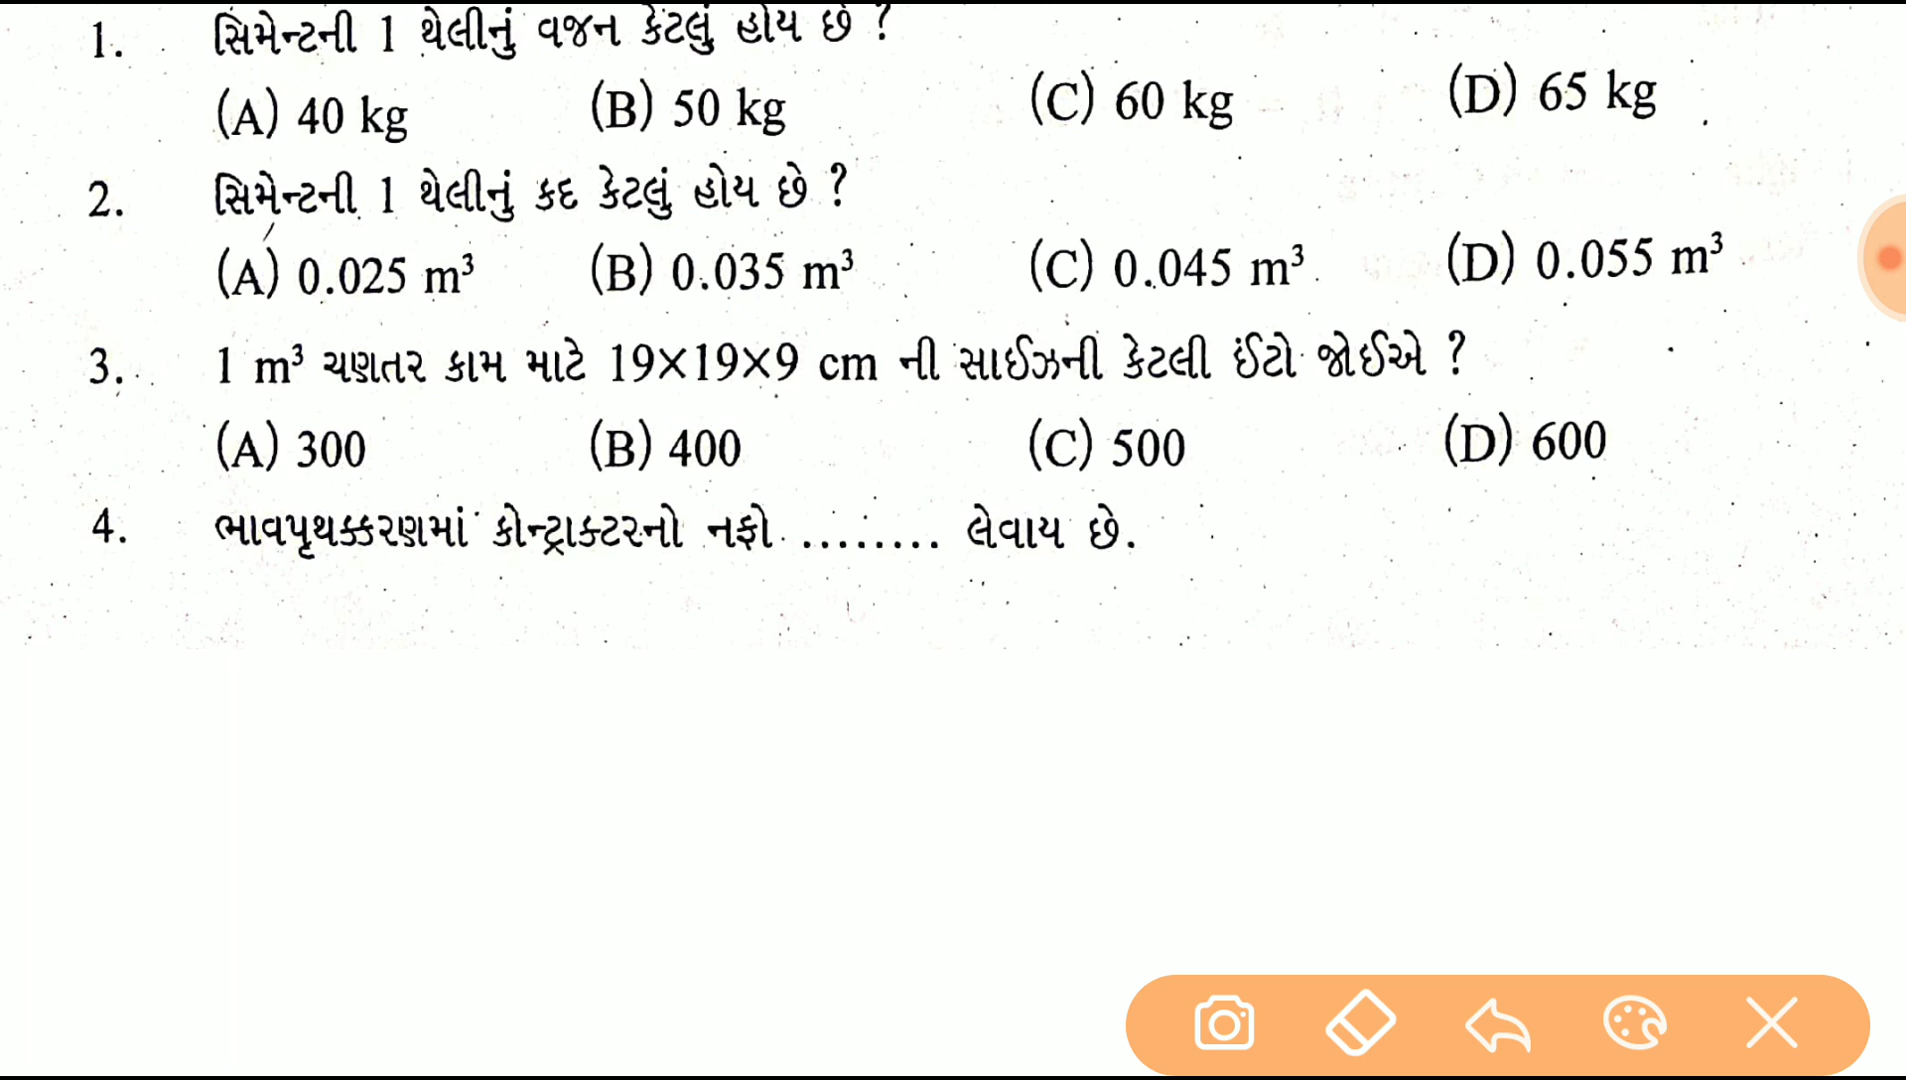 1. સિમેન્ટની 1 થેલીનું વજન કેટલું હોય છે ?
(A) 40 kg (B) 50 kg (C) 60 kg (D) 65 kg
2. સિમેન્ટની 1 થેલીનું કદ કેટલું હોય છે ?
(A) 0.025 m³ (B) 0.035 m³ (C) 0.045 m³ (D) 0.055 m³
3. 1 m³ ચણતર કામ માટે 19×19×9 cm ની સાઈઝની કેટલી ઈંટો જોઈએ ?
(A) 300 (B) 400 (C) 500 (D) 600
4. ભાવપૃથક્કરણમાં કોન્ટ્રાક્ટરનો નફો ......... લેવાય છે.